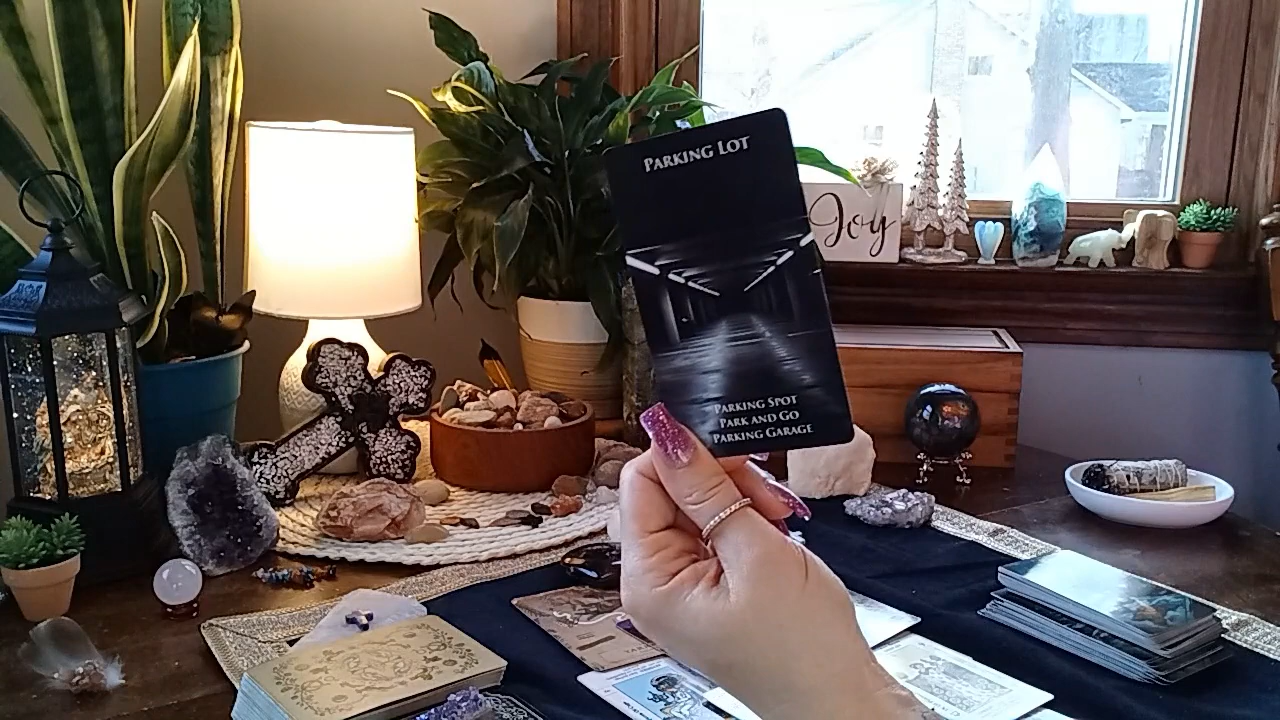 PARKING LOT
Joy
PARKING SPOT
PARK AND GO
PARKING GARAGE